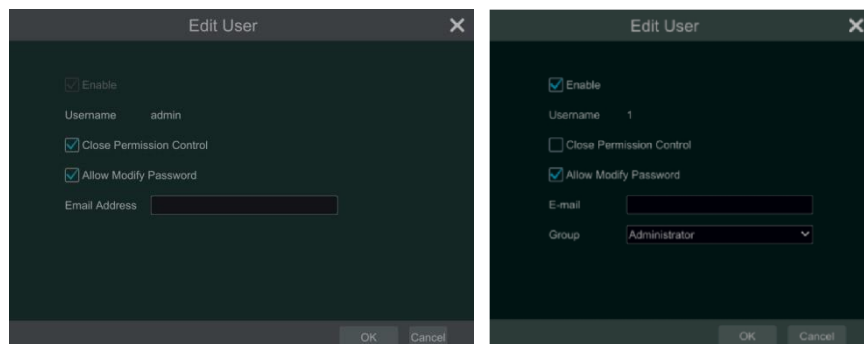 Edit User
Enable
Username admin
Close Permission Control
Allow Modify Password
Email Address
OK Cancel
Edit User
Enable
Username 1
Close Permission Control
Allow Modify Password
E-mail
Group Administrator
OK Cancel